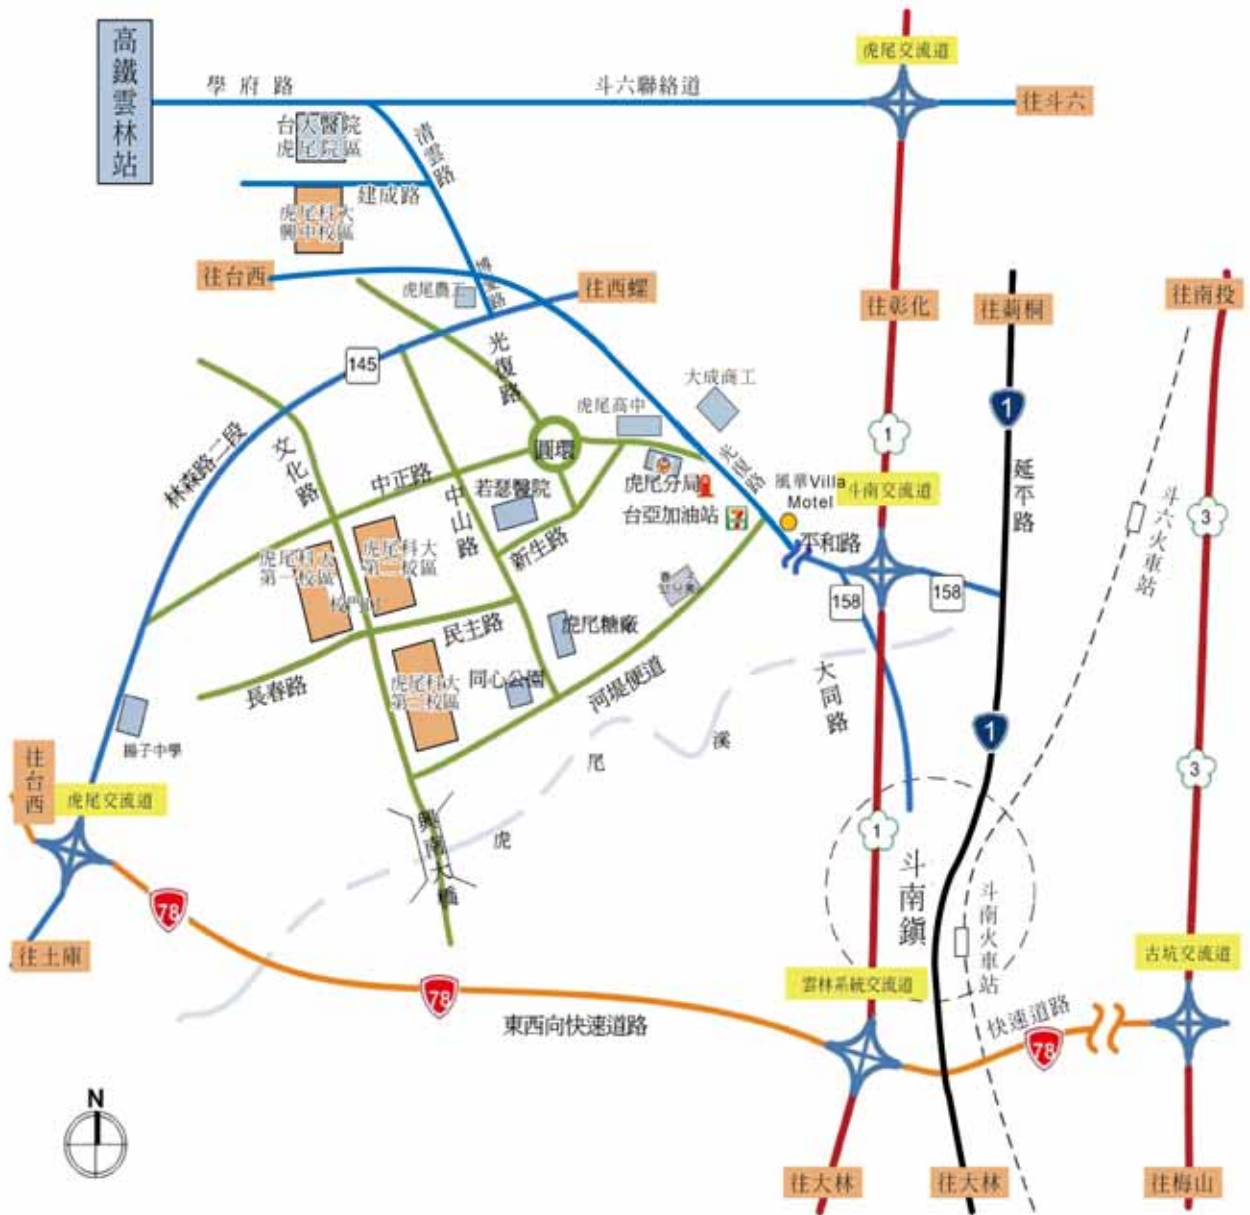 高鐵雲林站
學府路
斗六聯絡道
虎尾交流道
往斗六
台大醫院
虎尾院區
清雲路
建成路
虎尾科大
興中校區
往台西
虎尾農工
往西螺
往彰化
往莿桐
往南投
145
光復路
大成商工
虎尾高中
1
1
圓環
林森路二段
文化路
中正路
中山路
若瑟醫院
虎尾分局
光復路
風華Villa
Motel
斗南交流道
延平路
斗六火車站
3
台亞加油站
7
平和路
新生路
虎尾科大
第一校區
校門口
虎尾科大
第二校區
158
158
民主路
虎尾糖廠
長春路
虎尾科大
第三校區
同心公園
河堤便道
大同路
揚子中學
虎
尾
溪
1
3
往台西
虎尾交流道
興南大橋
1
斗南鎮
斗南火車站
78
往土庫
78
東西向快速道路
雲林系統交流道
快速道路
78
古坑交流道
N
往大林
往大林
往梅山